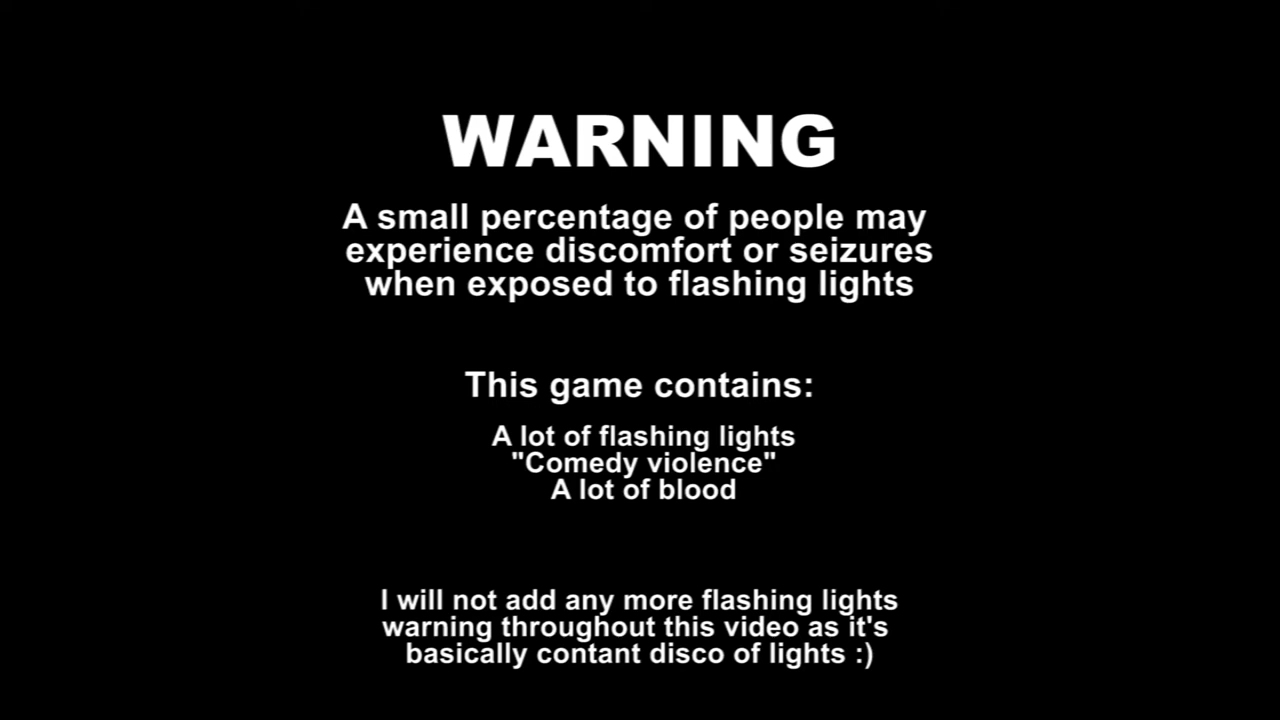 WARNING
A small percentage of people may
experience discomfort or seizures
when exposed to flashing lights
This game contains:
A lot of flashing lights
"Comedy violence"
A lot of blood
I will not add any more flashing lights
warning throughout this video as it's
basically contant disco of lights :)